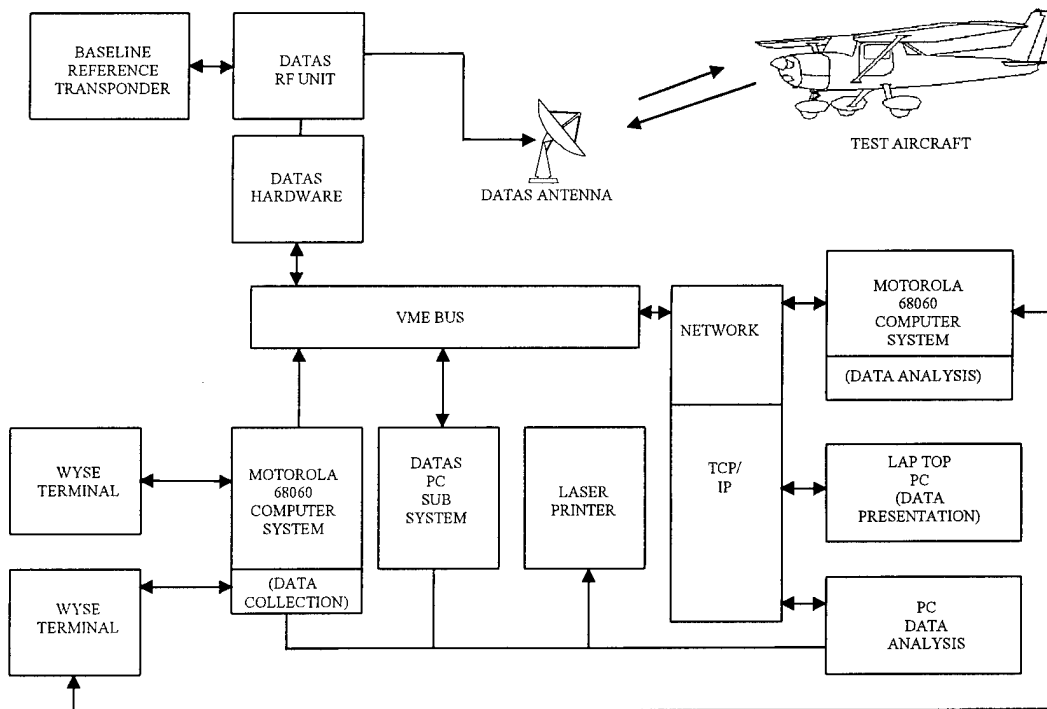 BASELINE
REFERENCE
TRANSPONDER
DATAS
RF UNIT
TEST AIRCRAFT
DATAS
HARDWARE
DATAS ANTENNA
VME BUS
NETWORK
MOTOROLA
68060
COMPUTER
SYSTEM
(DATA ANALYSIS)
WYSE
TERMINAL
MOTOROLA
68060
COMPUTER
SYSTEM
(DATA
COLLECTION)
DATAS
PC
SUB
SYSTEM
LASER
PRINTER
TCP/
IP
LAP TOP
PC
(DATA
PRESENTATION)
WYSE
TERMINAL
PC
DATA
ANALYSIS